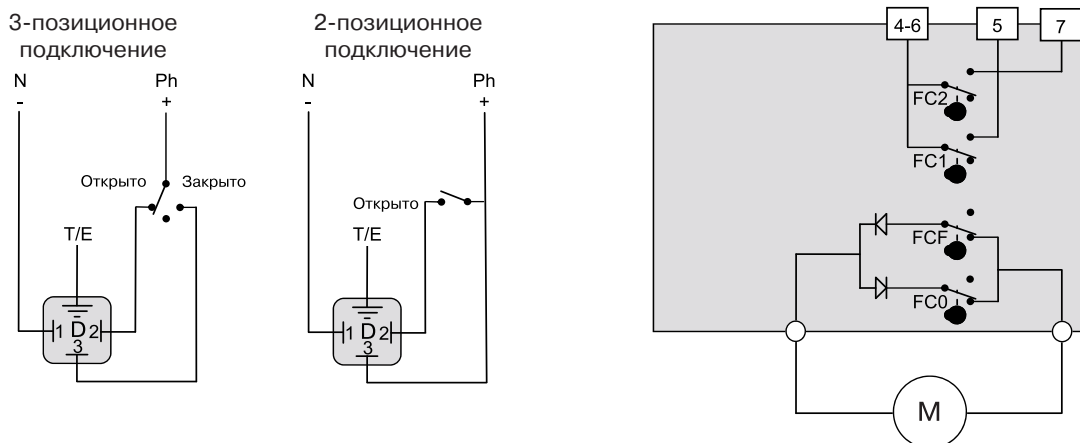 3-позиционное
подключение
N
Ph
-
+
Открыто
Закрыто
T/E
1 D 2
3
2-позиционное
подключение
N
Ph
-
+
Открыто
T/E
1 D 2
3
4-6
5
7
FC2
FC1
FCF
FC0
M